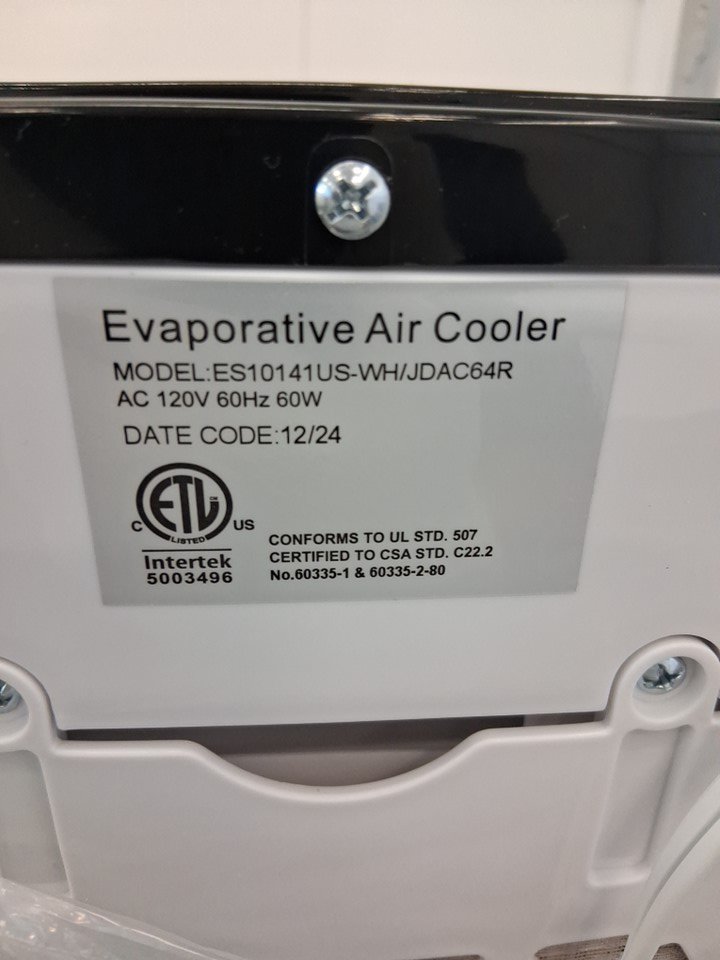 Evaporative Air Cooler
MODEL:ES10141US-WH/JDAC64R
AC 120V 60Hz 60W
DATE CODE:12/24
ETL
C US
LISTED
Intertek
5003496
CONFORMS TO UL STD. 507
CERTIFIED TO CSA STD. C22.2
No.60335-1 & 60335-2-80